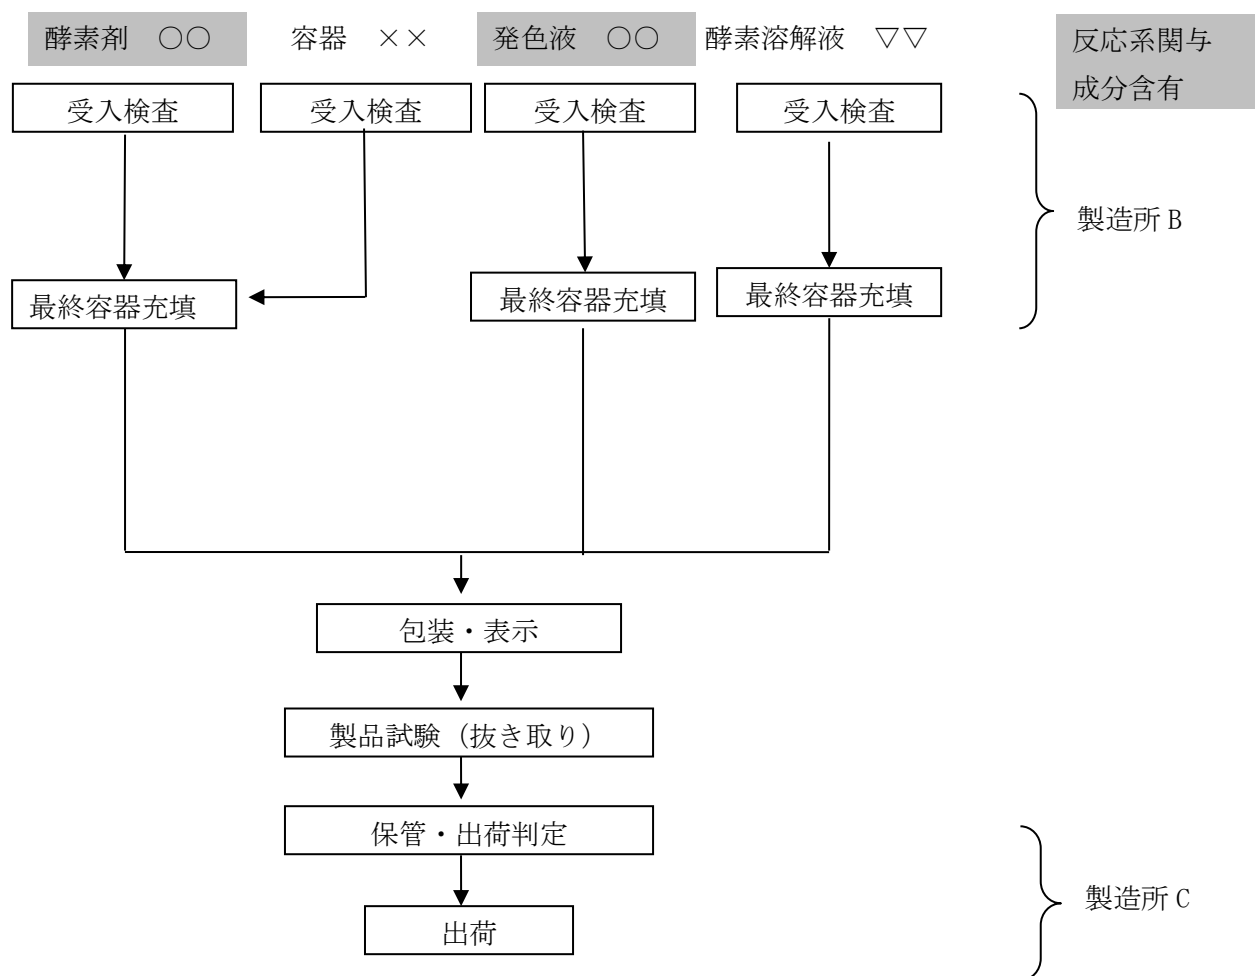 酵素剤 ○○
容器 ××
発色液 ○○
酵素溶解液 ▽▽
反応系関与
成分含有
受入検査
受入検査
受入検査
受入検査
製造所 B
最終容器充填
最終容器充填
最終容器充填
包装・表示
製品試験（抜き取り）
保管・出荷判定
製造所 C
出荷